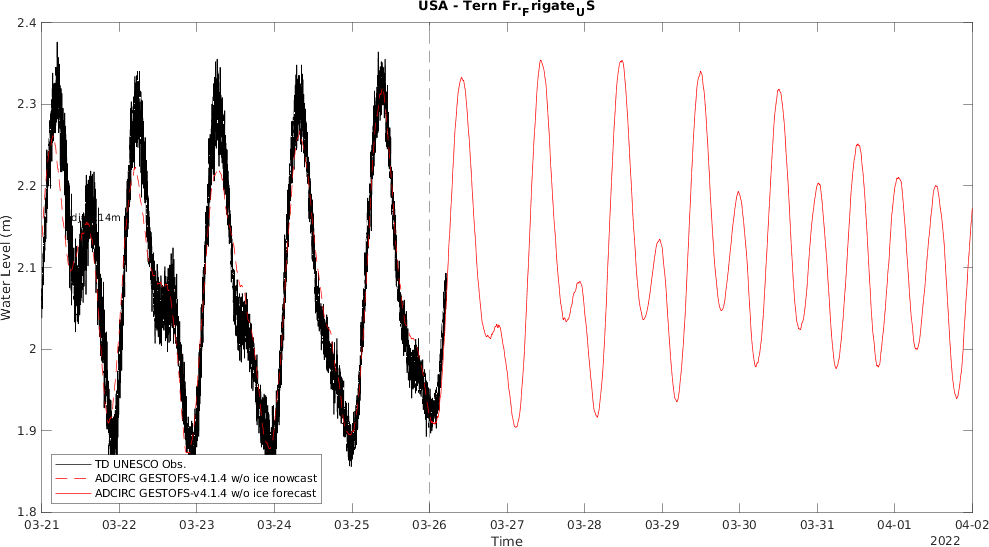 USA - Tern Fr.FrigateUS
2.4
2.3
2.2
2.1
2
1.9
1.8
Water Level (m)
14m
TD UNESCO Obs.
ADCIRC GESTOFS-v4.1.4 w/o ice nowcast
ADCIRC GESTOFS-v4.1.4 w/o ice forecast
03-21 03-22 03-23 03-24 03-25 03-26 03-27 03-28 03-29 03-30 03-31 04-01 04-02
Time
2022